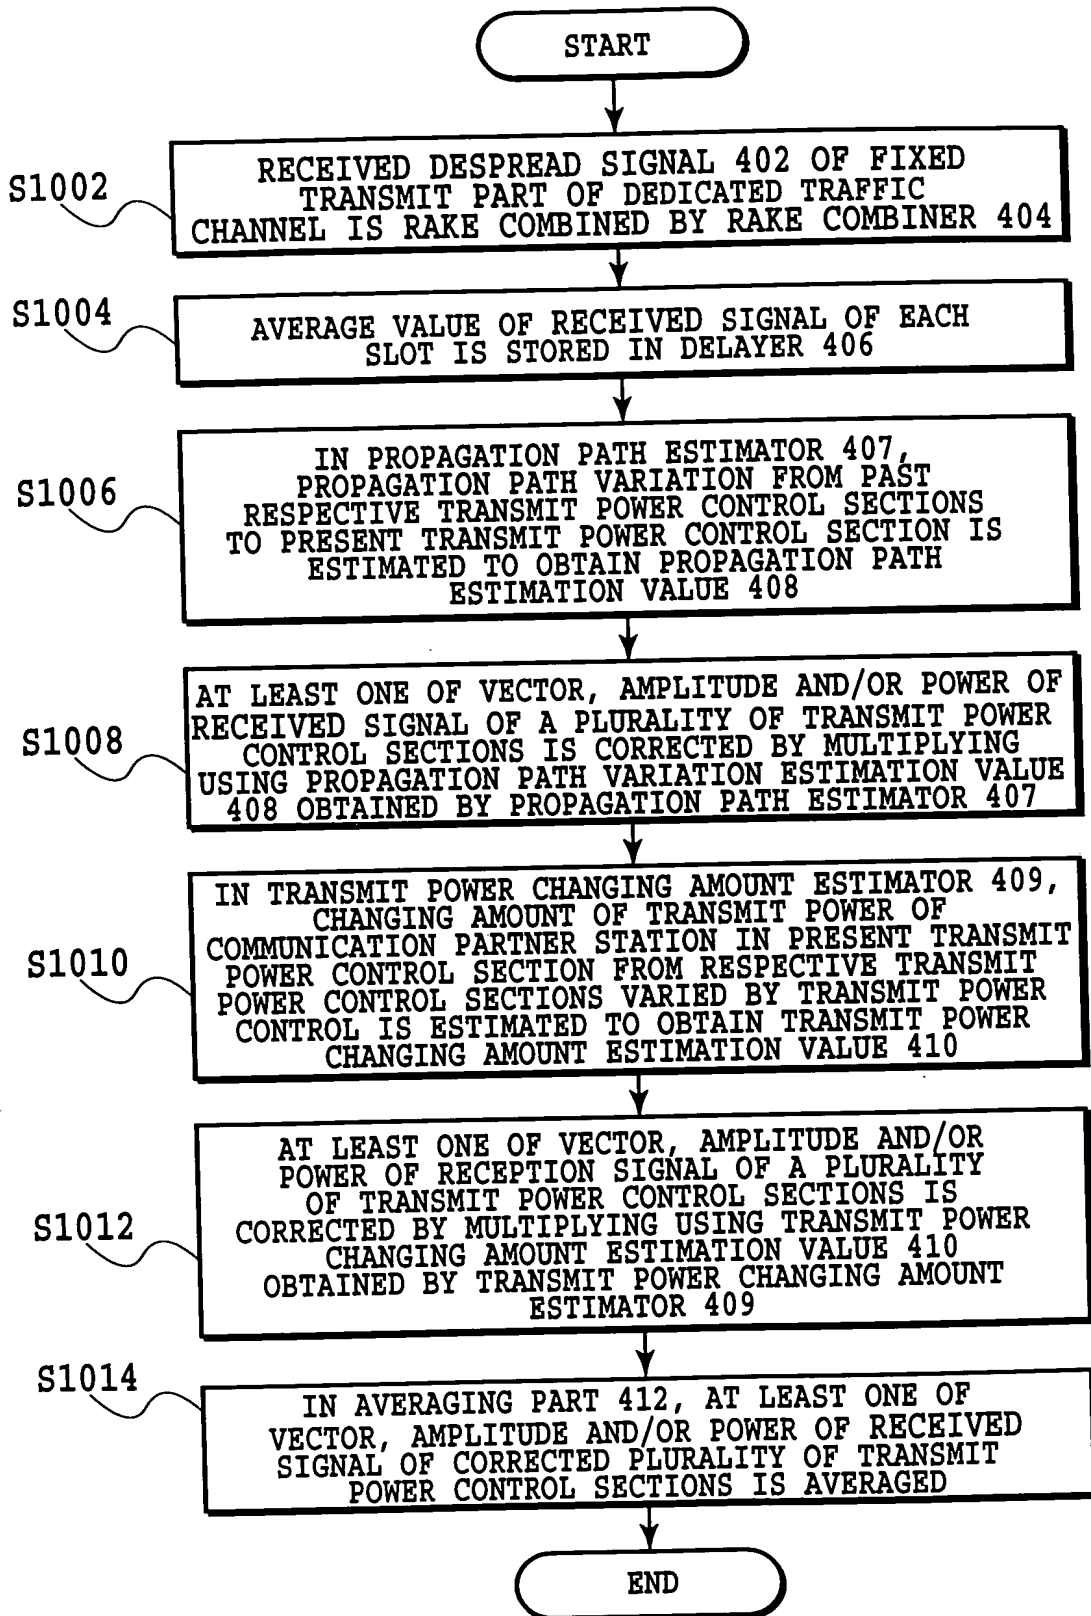 START
S1002
RECEIVED DESPREAD SIGNAL 402 OF FIXED
TRANSMIT PART OF DEDICATED TRAFFIC
CHANNEL IS RAKE COMBINED BY RAKE COMBINER 404
S1004
AVERAGE VALUE OF RECEIVED SIGNAL OF EACH
SLOT IS STORED IN DELAYER 406
S1006
IN PROPAGATION PATH ESTIMATOR 407,
PROPAGATION PATH VARIATION FROM PAST
RESPECTIVE TRANSMIT POWER CONTROL SECTIONS
TO PRESENT TRANSMIT POWER CONTROL SECTION IS
ESTIMATED TO OBTAIN PROPAGATION PATH
ESTIMATION VALUE 408
S1008
AT LEAST ONE OF VECTOR, AMPLITUDE AND/OR POWER OF
RECEIVED SIGNAL OF A PLURALITY OF TRANSMIT POWER
CONTROL SECTIONS IS CORRECTED BY MULTIPLYING
USING PROPAGATION PATH VARIATION ESTIMATION VALUE
408 OBTAINED BY PROPAGATION PATH ESTIMATOR 407
S1010
IN TRANSMIT POWER CHANGING AMOUNT ESTIMATOR 409,
CHANGING AMOUNT OF TRANSMIT POWER OF
COMMUNICATION PARTNER STATION IN PRESENT TRANSMIT
POWER CONTROL SECTION FROM RESPECTIVE TRANSMIT
POWER CONTROL SECTIONS VARIED BY TRANSMIT POWER
CONTROL IS ESTIMATED TO OBTAIN TRANSMIT POWER
CHANGING AMOUNT ESTIMATION VALUE 410
S1012
AT LEAST ONE OF VECTOR, AMPLITUDE AND/OR
POWER OF RECEPTION SIGNAL OF A PLURALITY
OF TRANSMIT POWER CONTROL SECTIONS IS
CORRECTED BY MULTIPLYING USING TRANSMIT POWER
CHANGING AMOUNT ESTIMATION VALUE 410
OBTAINED BY TRANSMIT POWER CHANGING AMOUNT
ESTIMATOR 409
S1014
IN AVERAGING PART 412, AT LEAST ONE OF
VECTOR, AMPLITUDE AND/OR POWER OF RECEIVED
SIGNAL OF CORRECTED PLURALITY OF TRANSMIT
POWER CONTROL SECTIONS IS AVERAGED
END